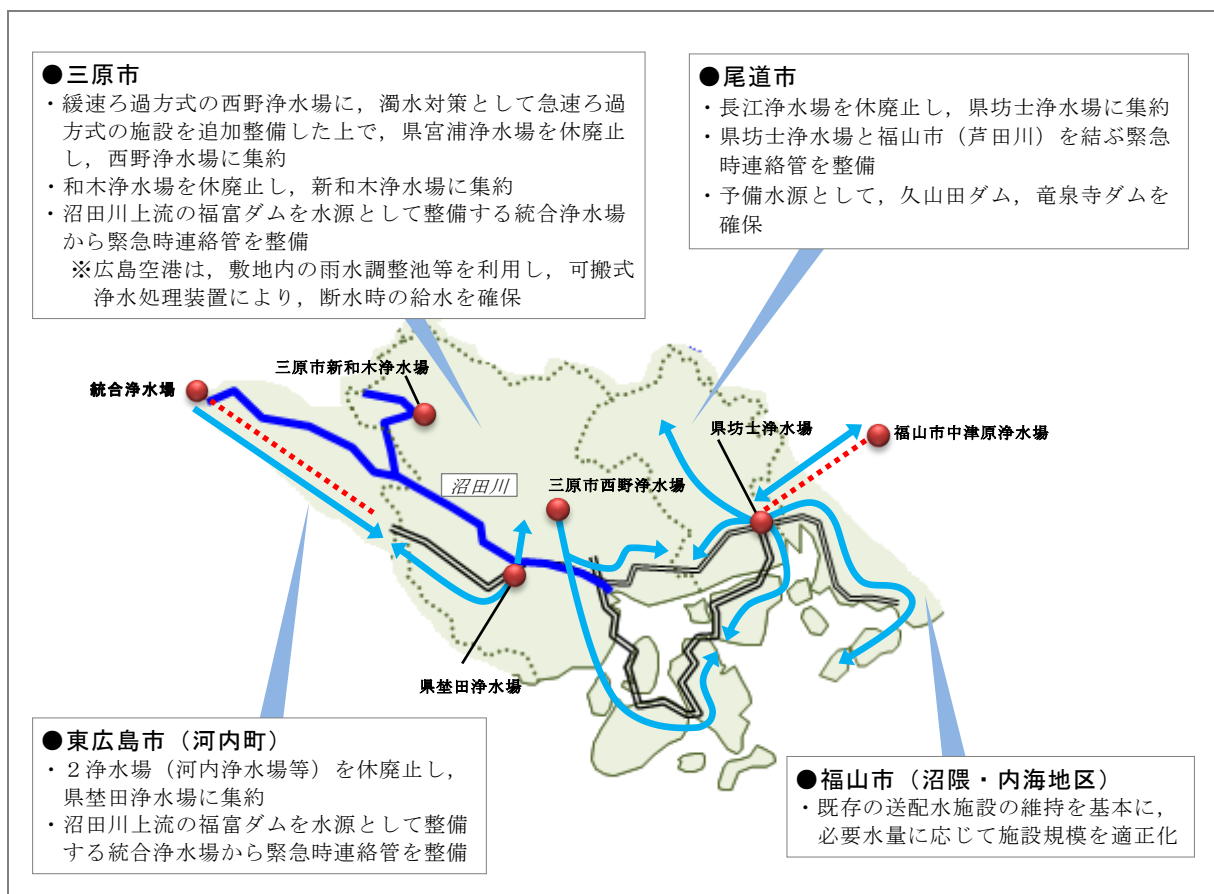 ●三原市
・緩速ろ過方式の西野浄水場に，濁水対策として急速ろ過
方式の施設を追加整備した上で，県宮浦浄水場を休廃止
し，西野浄水場に集約
・和木浄水場を休廃止し，新和木浄水場に集約
・沼田川上流の福富ダムを水源として整備する統合浄水場
から緊急時連絡管を整備
※広島空港は，敷地内の雨水調整池等を利用し，可搬式
浄水処理装置により，断水時の給水を確保
●尾道市
・長江浄水場を休廃止し，県坊士浄水場に集約
・県坊士浄水場と福山市（芦田川）を結ぶ緊急
時連絡管を整備
・予備水源として，久山田ダム，竜泉寺ダムを
確保
三原市新和木浄水場
統合浄水場
県坊士浄水場
福山市中津原浄水場
沼田川
三原市西野浄水場
県埜田浄水場
●東広島市（河内町）
・２浄水場（河内浄水場等）を休廃止し，
県埜田浄水場に集約
・沼田川上流の福富ダムを水源として整備
する統合浄水場から緊急時連絡管を整備
●福山市（沼隈・内海地区）
・既存の送配水施設の維持を基本に，
必要水量に応じて施設規模を適正化